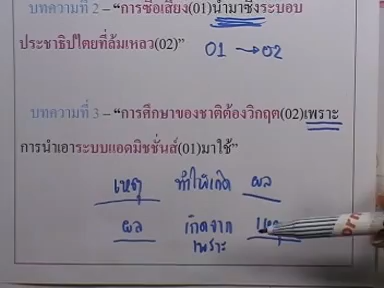 บทความที่ 2 – “การซื้อเสียง(01)นำมาซึ่งระบอบ
ประชาธิปไตยที่ล้มเหลว(02)”
01 → 02
บทความที่ 3 – “การศึกษาของชาติต้องวิกฤต(02)เพราะ
การนำเอาระบบแอดมิชชั่นส์(01)มาใช้”
เหตุ ทำให้เกิด ผล
ผล เกิดจาก เหตุ
เพราะ